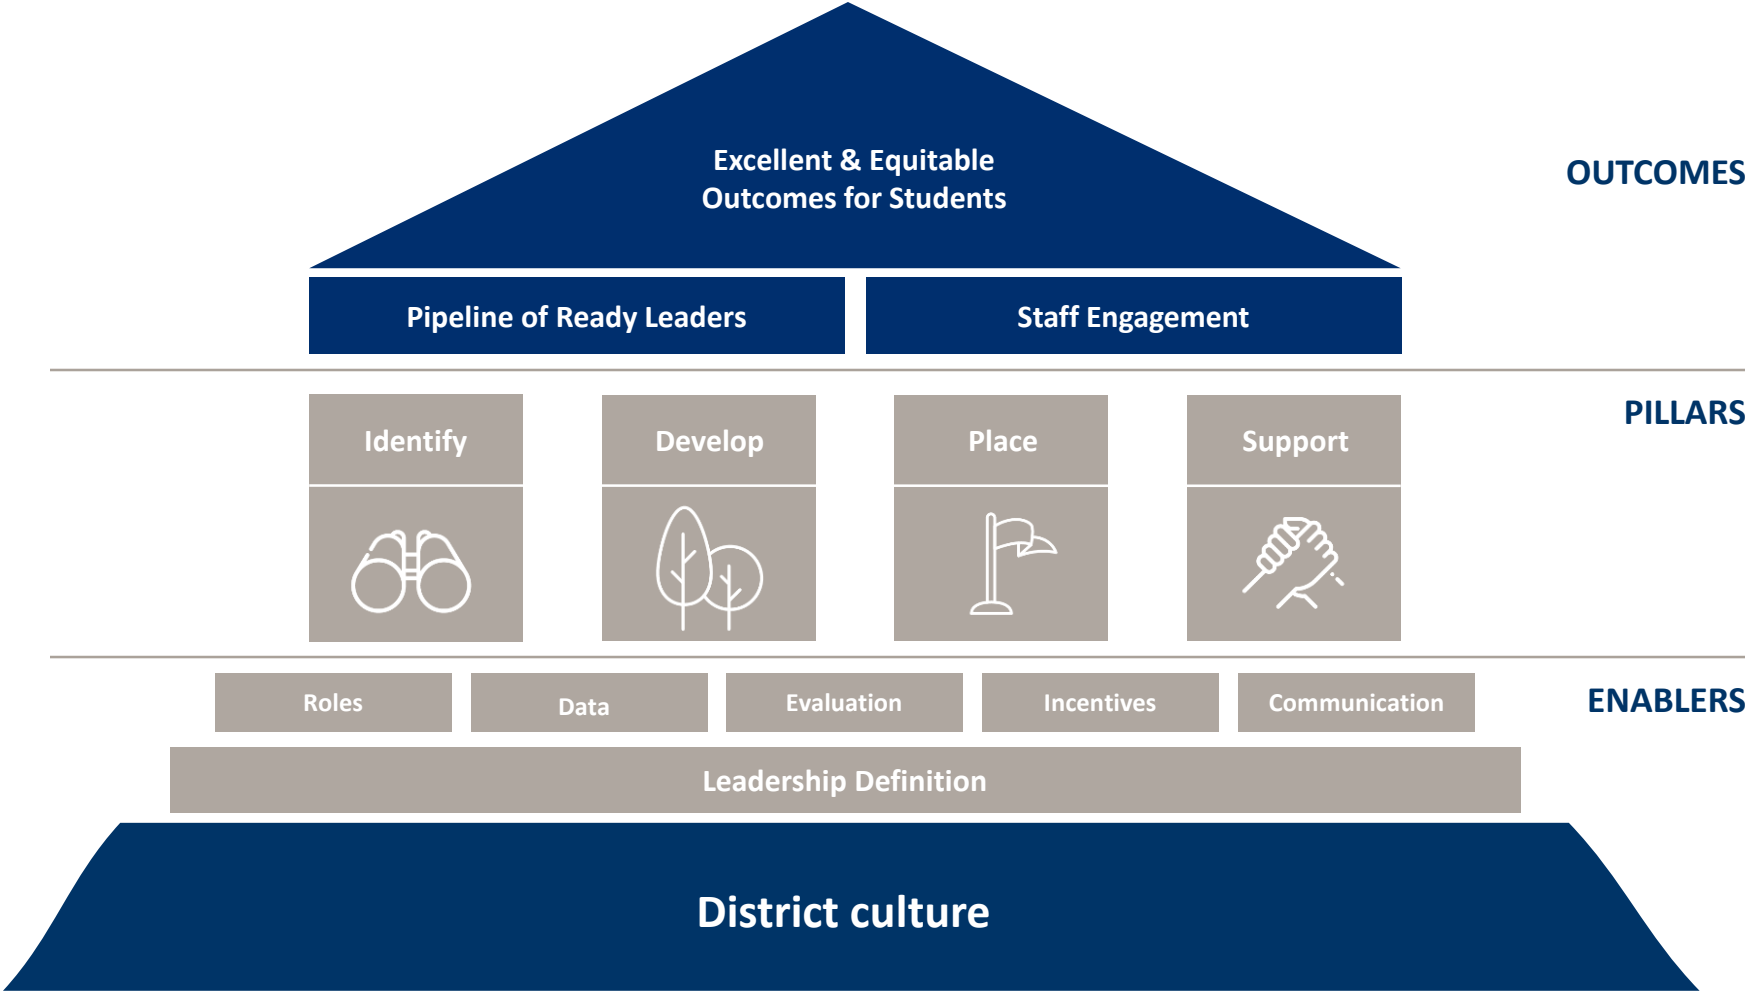 Excellent & Equitable
Outcomes for Students
OUTCOMES
Pipeline of Ready Leaders
Staff Engagement
PILLARS
Identify
Develop
Place
Support
ENABLERS
Roles
Data
Evaluation
Incentives
Communication
Leadership Definition
District culture